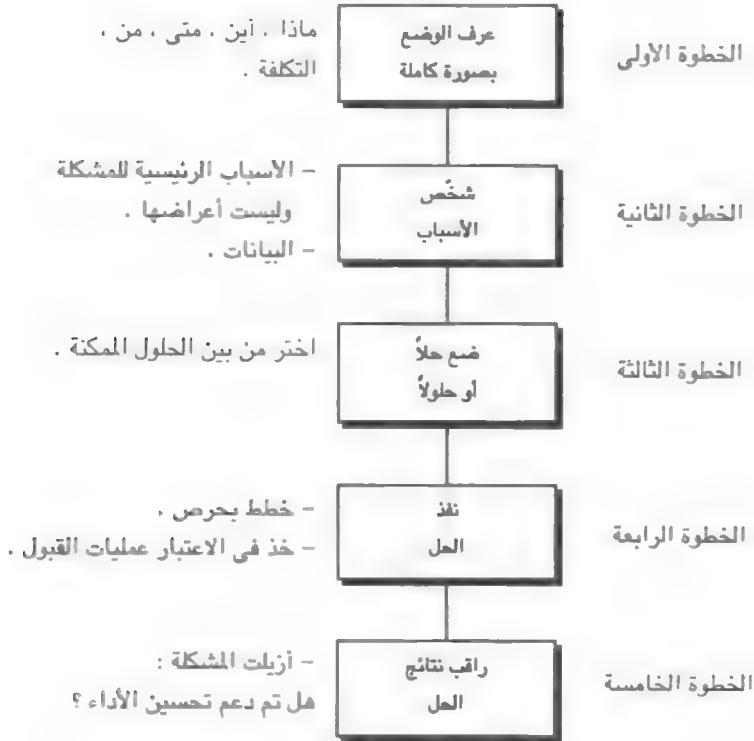 الخطوة الأولى
عرف الوضع
بصورة كاملة
ماذا ، أين ، متى ، من ،
التكلفة .
الخطوة الثانية
شخّص
الأسباب
– الأسباب الرئيسية للمشكلة
وليست أعراضها .
– البيانات .
الخطوة الثالثة
ضع حلاً
أو حلولاً
اختر من بين الحلول الممكنة .
الخطوة الرابعة
نفذ
الحل
– خطط بحرص .
– خذ فى الاعتبار عمليات القبول .
الخطوة الخامسة
راقب نتائج
الحل
– أزيلت المشكلة :
هل تم دعم تحسين الأداء ؟